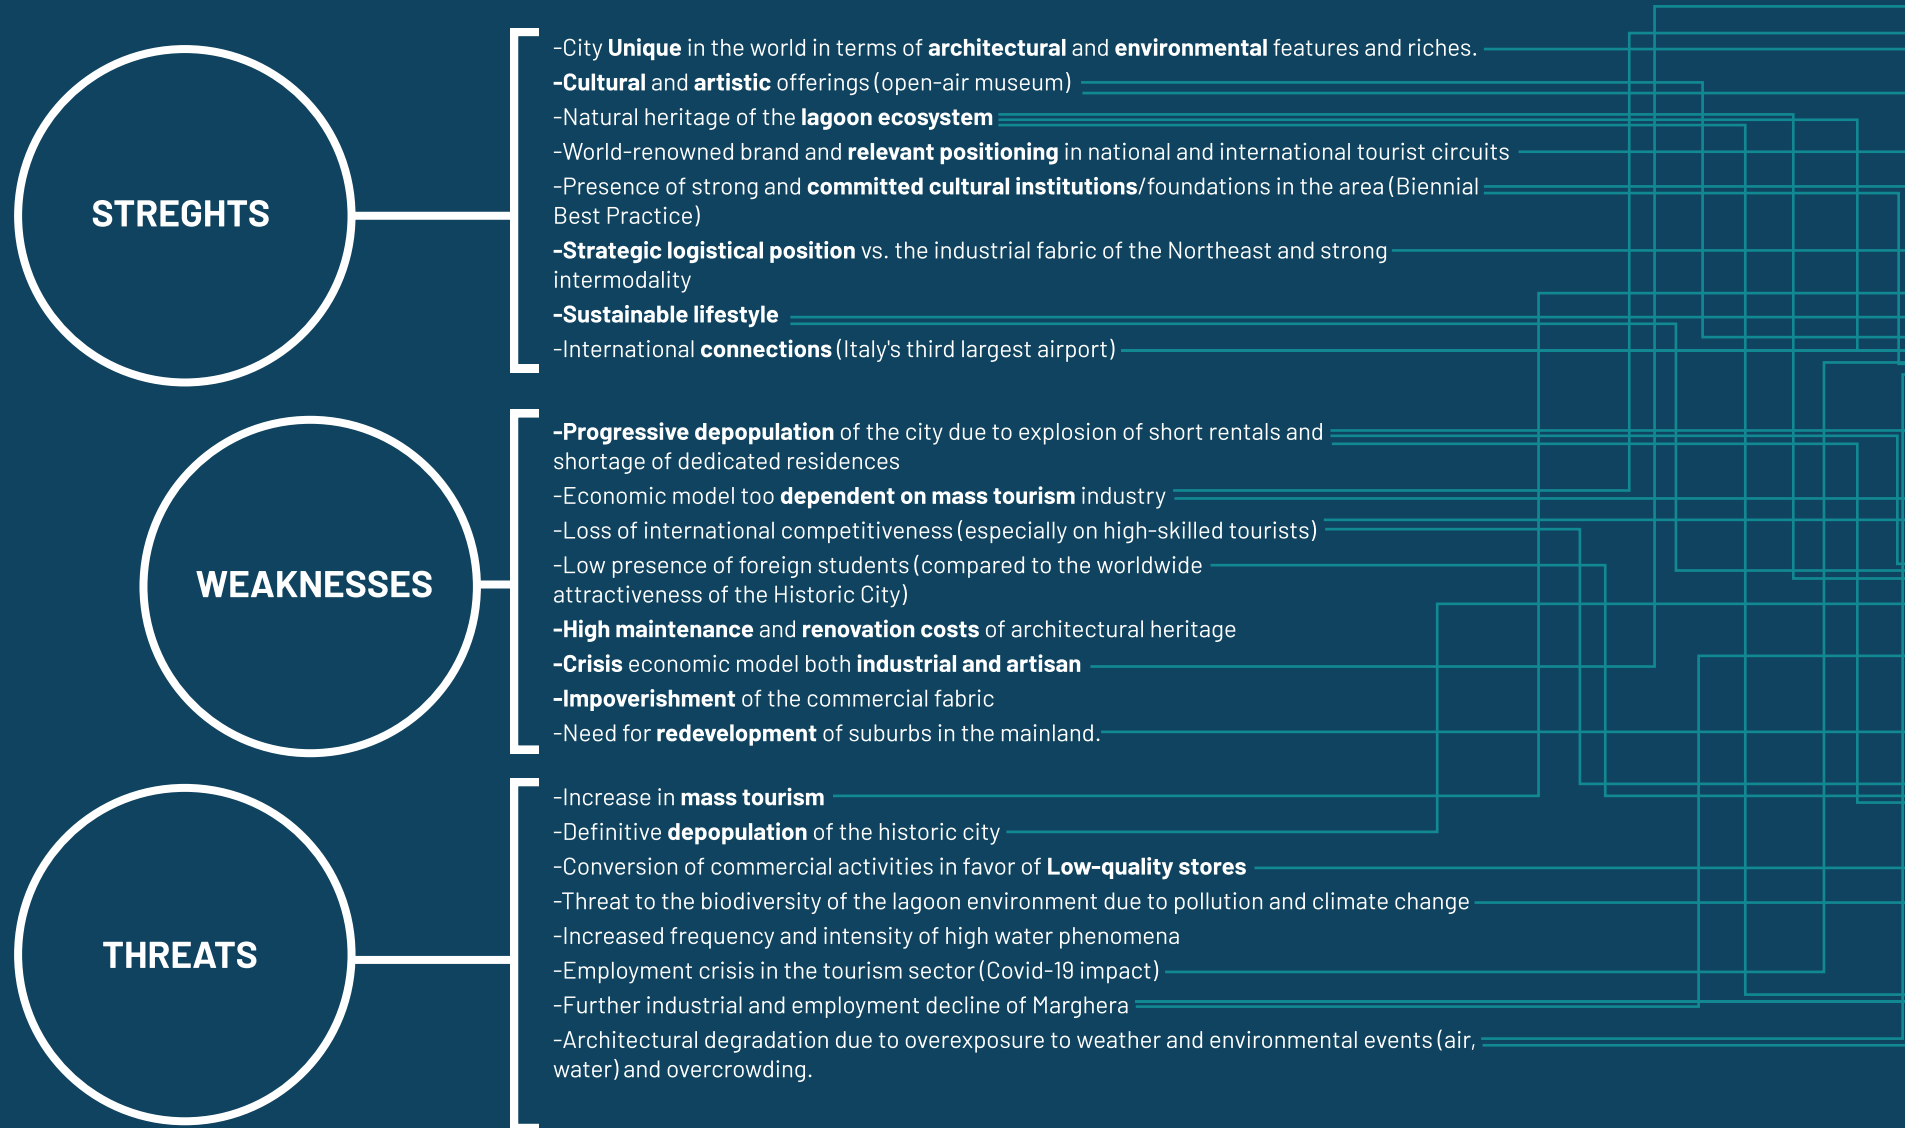 STREGHTS
-City Unique in the world in terms of architectural and environmental features and riches.
-Cultural and artistic offerings (open-air museum)
-Natural heritage of the lagoon ecosystem
-World-renowned brand and relevant positioning in national and international tourist circuits
-Presence of strong and committed cultural institutions/foundations in the area (Biennial
Best Practice)
-Strategic logistical position vs. the industrial fabric of the Northeast and strong
intermodality
-Sustainable lifestyle
-International connections (Italy's third largest airport)
WEAKNESSES
-Progressive depopulation of the city due to explosion of short rentals and
shortage of dedicated residences
-Economic model too dependent on mass tourism industry
-Loss of international competitiveness (especially on high-skilled tourists)
-Low presence of foreign students (compared to the worldwide
attractiveness of the Historic City)
-High maintenance and renovation costs of architectural heritage
-Crisis economic model both industrial and artisan
-Impoverishment of the commercial fabric
-Need for redevelopment of suburbs in the mainland.
THREATS
-Increase in mass tourism
-Definitive depopulation of the historic city
-Conversion of commercial activities in favor of Low-quality stores
-Threat to the biodiversity of the lagoon environment due to pollution and climate change
-Increased frequency and intensity of high water phenomena
-Employment crisis in the tourism sector (Covid-19 impact)
-Further industrial and employment decline of Marghera
-Architectural degradation due to overexposure to weather and environmental events (air,
water) and overcrowding.